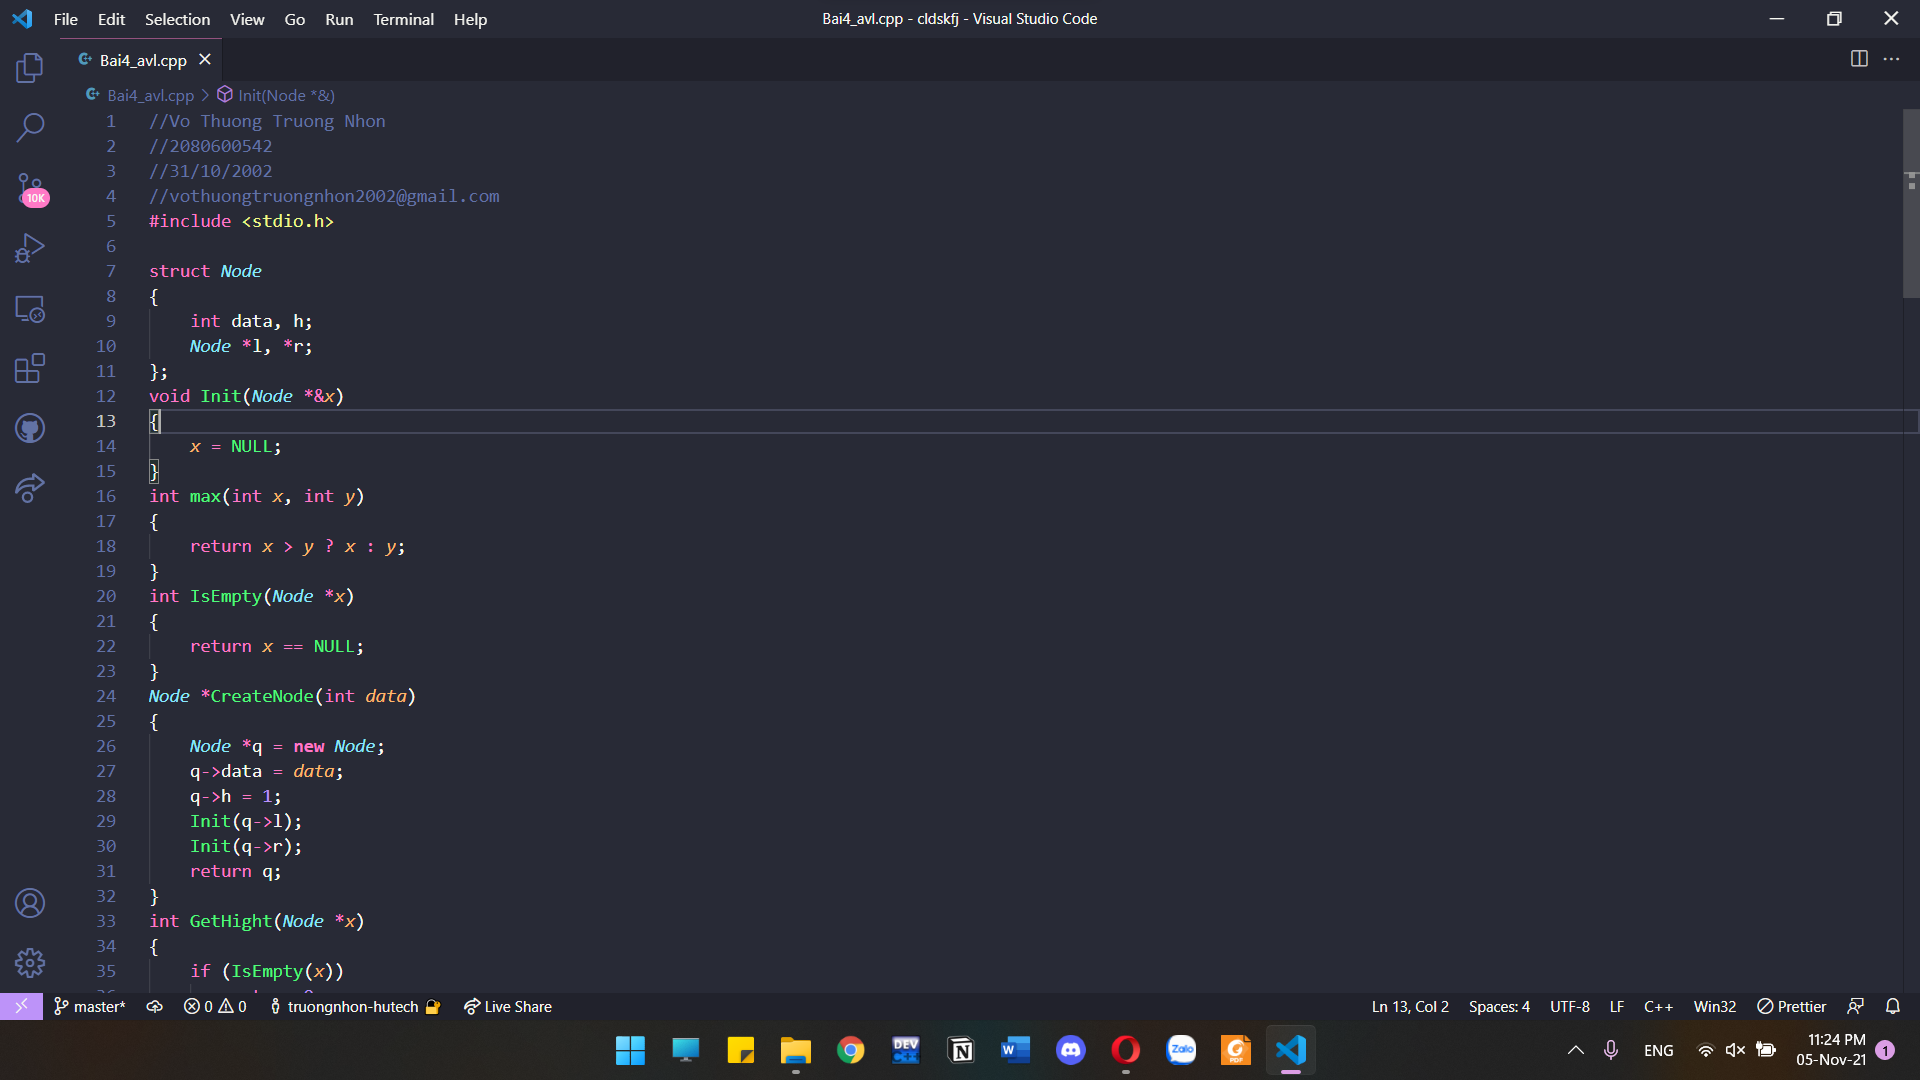 File Edit Selection View Go Run Terminal Help Bai4_avl.cpp - cldskfj - Visual Studio Code
Bai4_avl.cpp
Bai4_avl.cpp > Init(Node *&)
10K
1 //Vo Thuong Truong Nhon
2 //2080600542
3 //31/10/2002
4 //vothuongtruongnhon2002@gmail.com
5 #include <stdio.h>
6
7 struct Node
8 {
9     int data, h;
10     Node *l, *r;
11 };
12 void Init(Node *&x)
13 {
14     x = NULL;
15 }
16 int max(int x, int y)
17 {
18     return x > y ? x : y;
19 }
20 int IsEmpty(Node *x)
21 {
22     return x == NULL;
23 }
24 Node *CreateNode(int data)
25 {
26     Node *q = new Node;
27     q->data = data;
28     q->h = 1;
29     Init(q->l);
30     Init(q->r);
31     return q;
32 }
33 int GetHight(Node *x)
34 {
35     if (IsEmpty(x))
master* 0 0 truongnhon-hutech Live Share Ln 13, Col 2 Spaces: 4 UTF-8 LF C++ Win32 Prettier
DEV C++ N W Zalo PDF ENG 11:24 PM
05-Nov-21 1